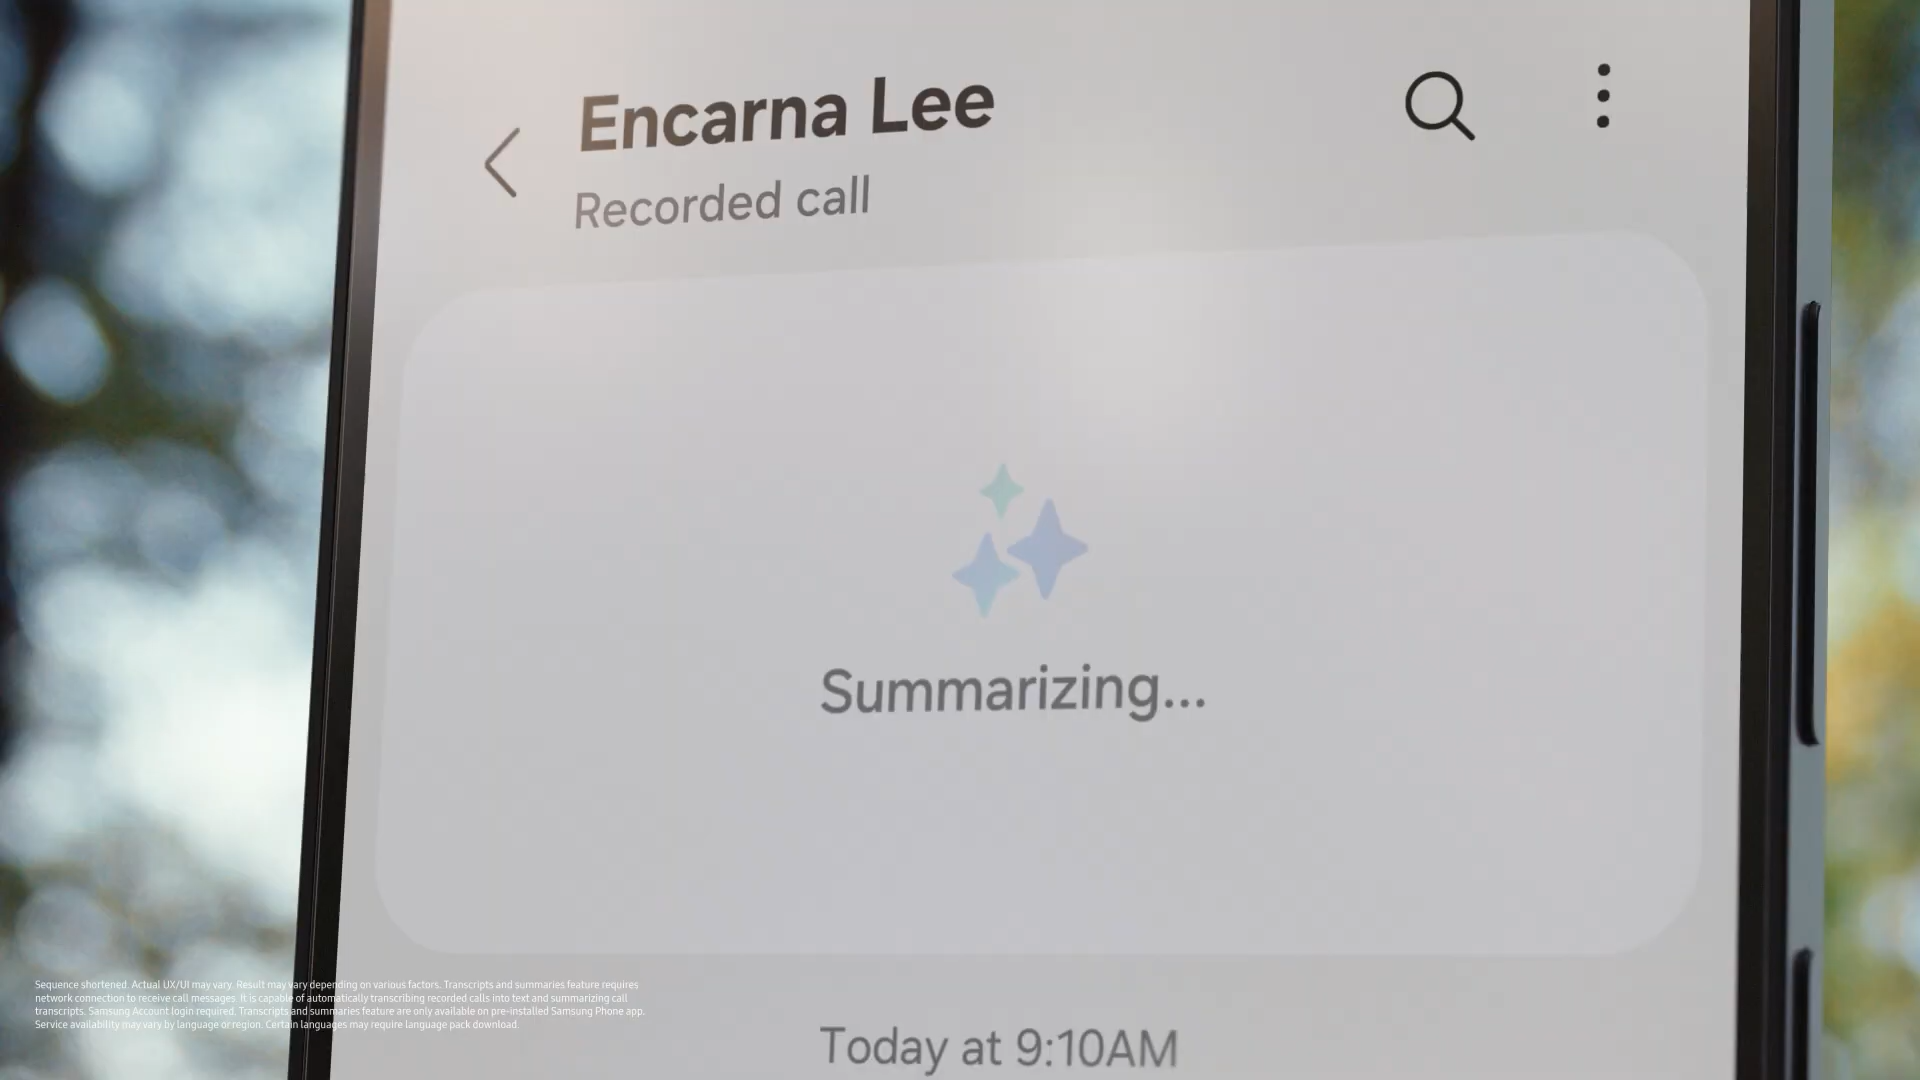 Encarna Lee
Recorded call
Summarizing...
Sequence shortened. Actual UX/UI may vary. Result may vary depending on various factors. Transcripts and summaries feature requires
network connection to receive call messages. It is capable of automatically transcribing recorded calls into text and summarizing call
transcripts. Samsung Account login required. Transcripts and summaries feature are only available on pre-installed Samsung Phone app.
Service availability may vary by language or region. Certain languages may require language pack download.
Today at 9:10AM